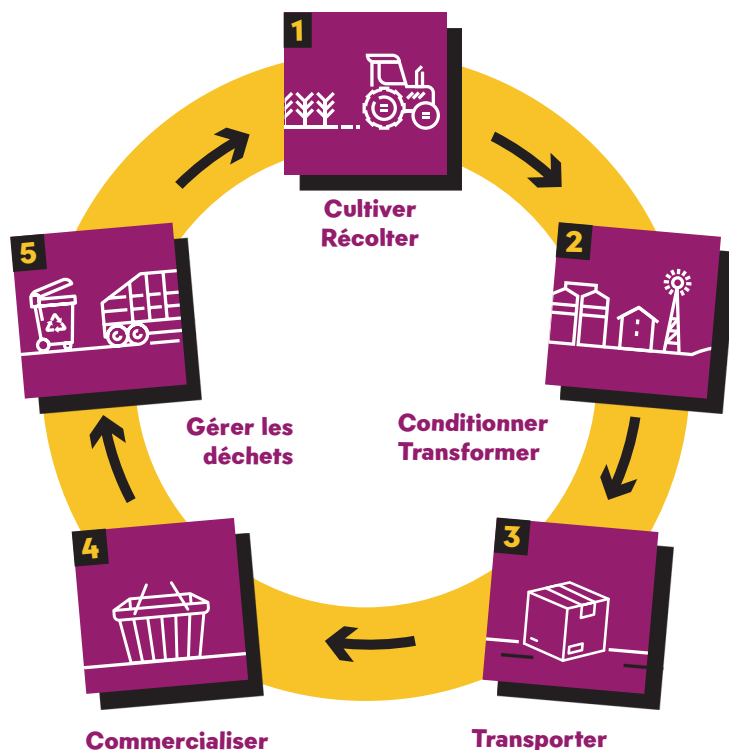 1
Cultiver
Récolter
2
Conditionner
Transformer
3
Transporter
4
Commercialiser
5
Gérer les
déchets